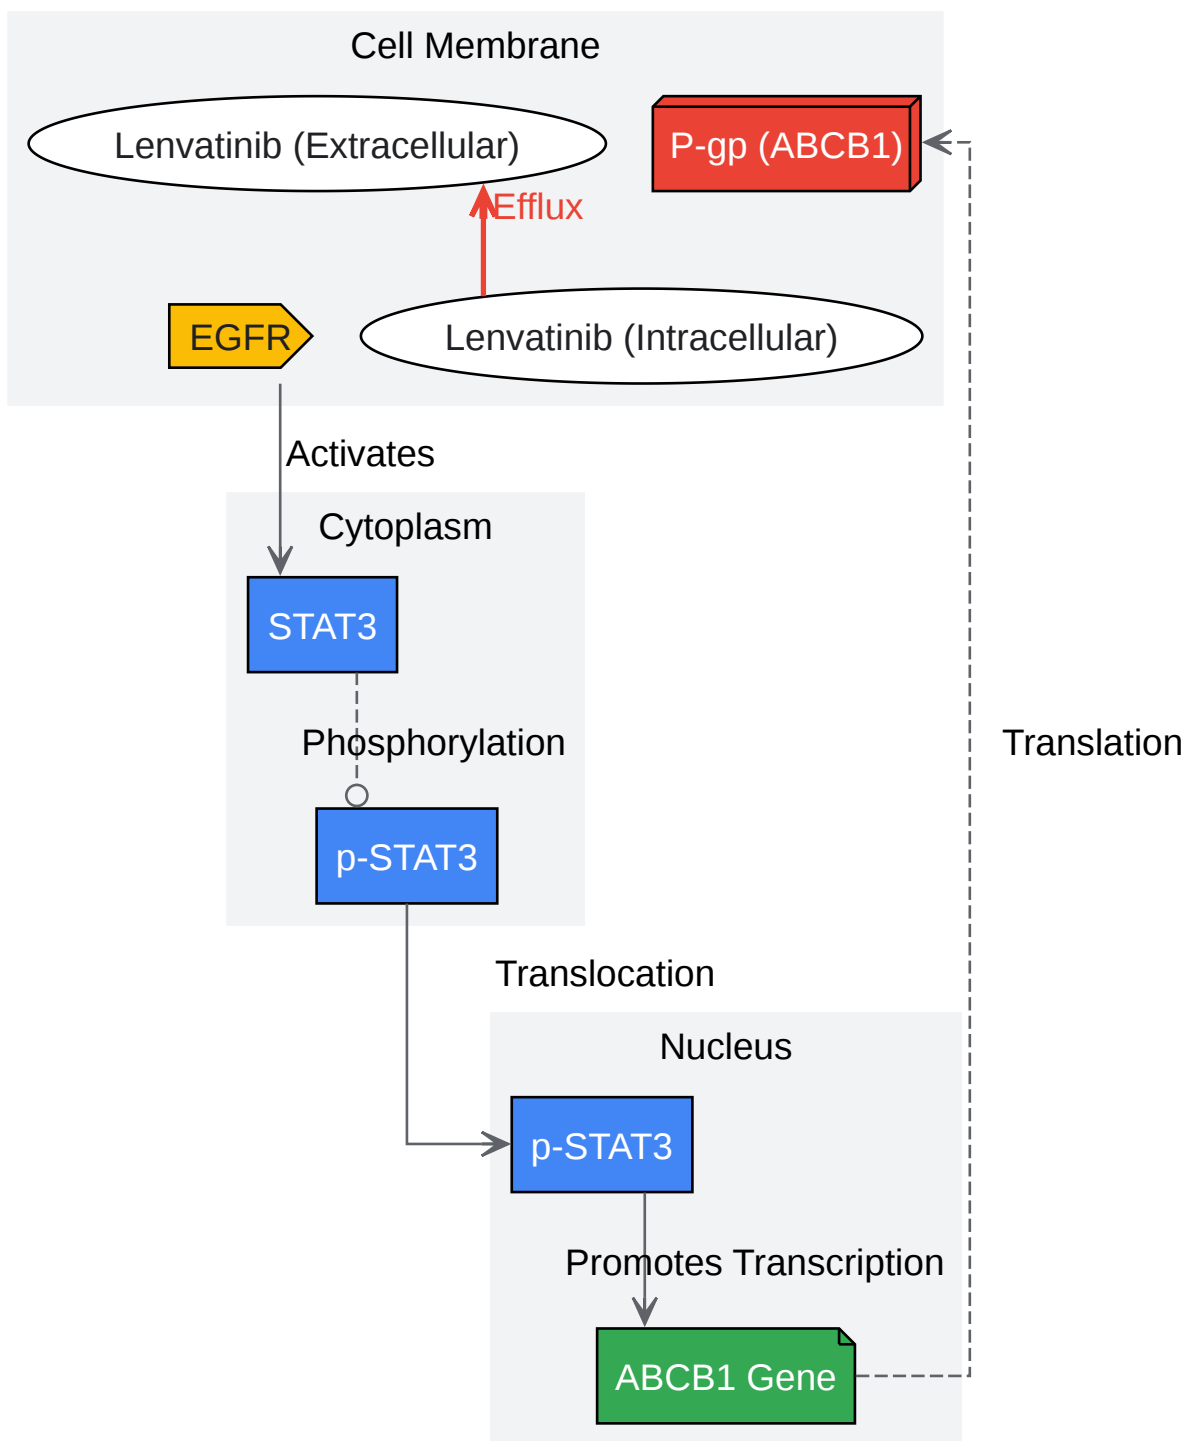 Cell Membrane
Lenvatinib (Extracellular)
P-gp (ABCB1)
Efflux
EGFR
Lenvatinib (Intracellular)
Activates
Cytoplasm
STAT3
Phosphorylation
Translation
p-STAT3
Translocation
Nucleus
p-STAT3
Promotes Transcription
ABCB1 Gene